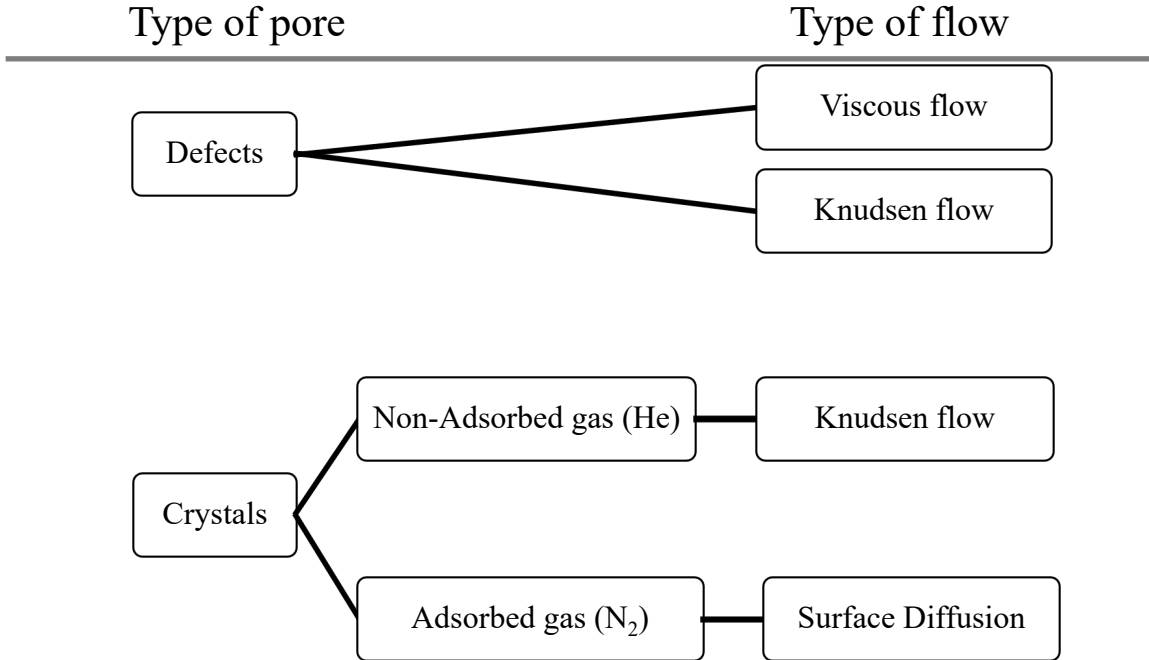 Type of pore
Type of flow
Viscous flow
Defects
Knudsen flow
Non-Adsorbed gas (He)
Knudsen flow
Crystals
Adsorbed gas (N₂)
Surface Diffusion